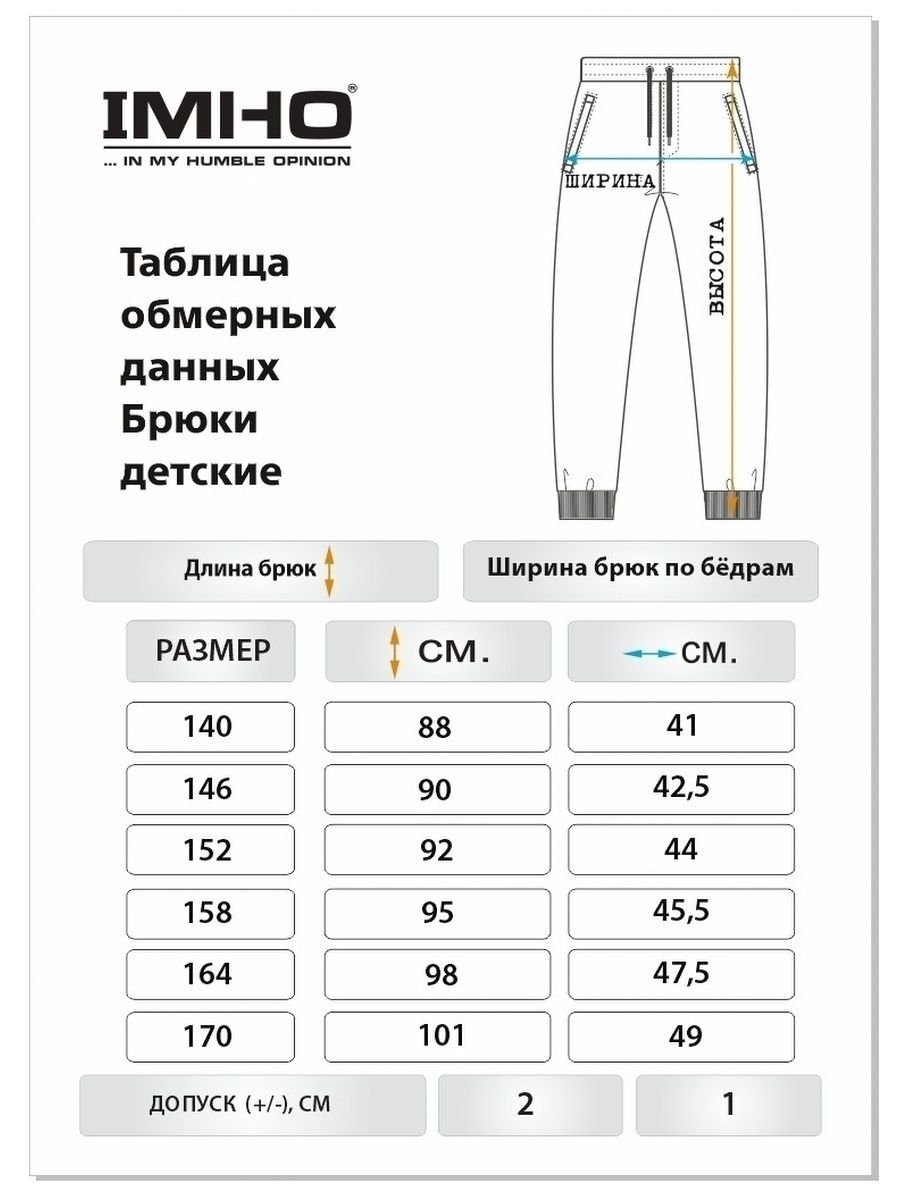 IMHO®
... IN MY HUMBLE OPINION
Таблица
обмерных
данных
Брюки
детские
ШИРИНА
ВЫСОТА
Длина брюк
Ширина брюк по бёдрам
РАЗМЕР СМ. СМ.
140 88 41
146 90 42,5
152 92 44
158 95 45,5
164 98 47,5
170 101 49
ДОПУСК (+/-), СМ 2 1